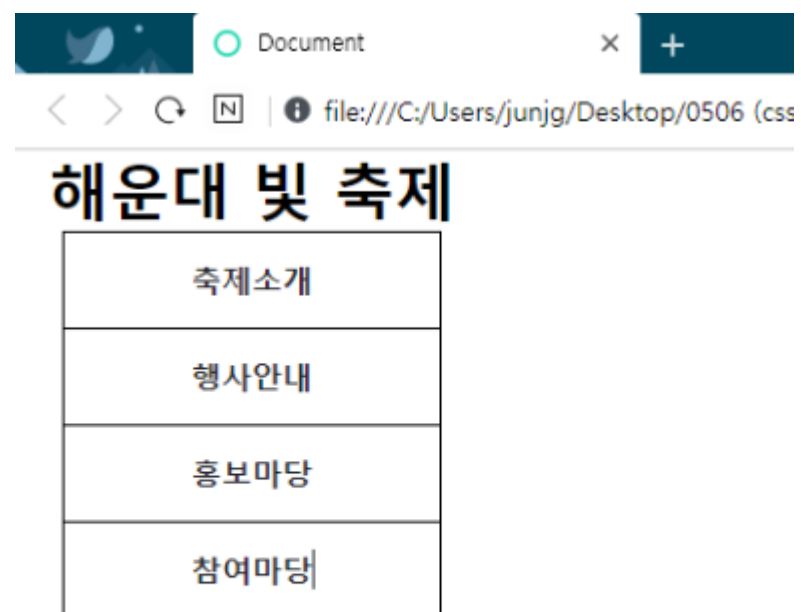 Document
N
file:///C:/Users/junjg/Desktop/0506 (css
해운대 빛 축제
축제소개
행사안내
홍보마당
참여마당